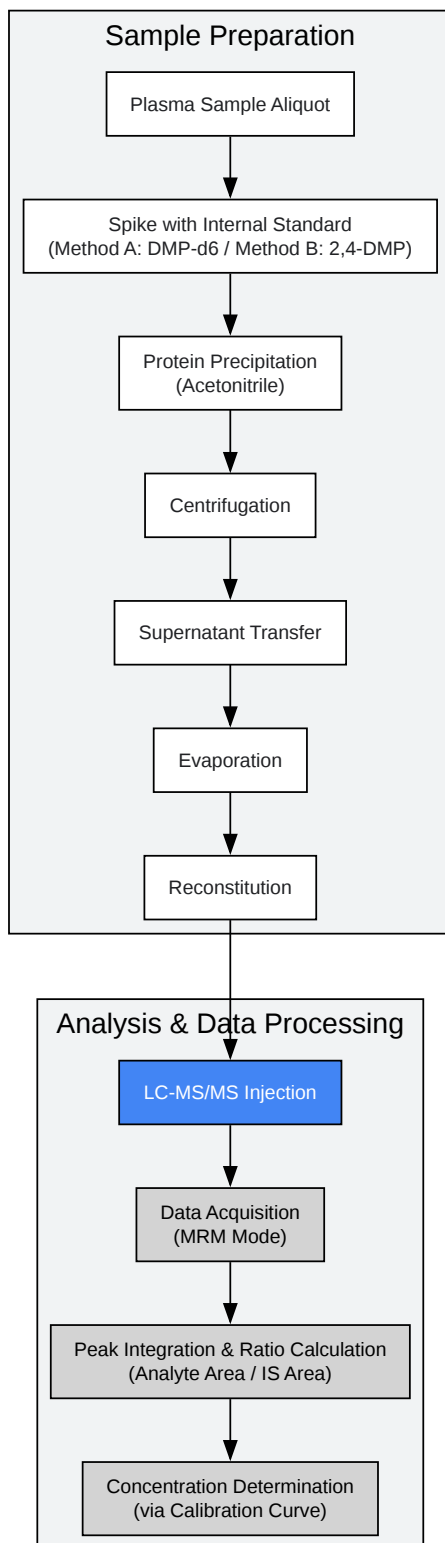 Sample Preparation
Plasma Sample Aliquot
Spike with Internal Standard
(Method A: DMP-d6 / Method B: 2,4-DMP)
Protein Precipitation
(Acetonitrile)
Centrifugation
Supernatant Transfer
Evaporation
Reconstitution
Analysis & Data Processing
LC-MS/MS Injection
Data Acquisition
(MRM Mode)
Peak Integration & Ratio Calculation
(Analyte Area / IS Area)
Concentration Determination
(via Calibration Curve)